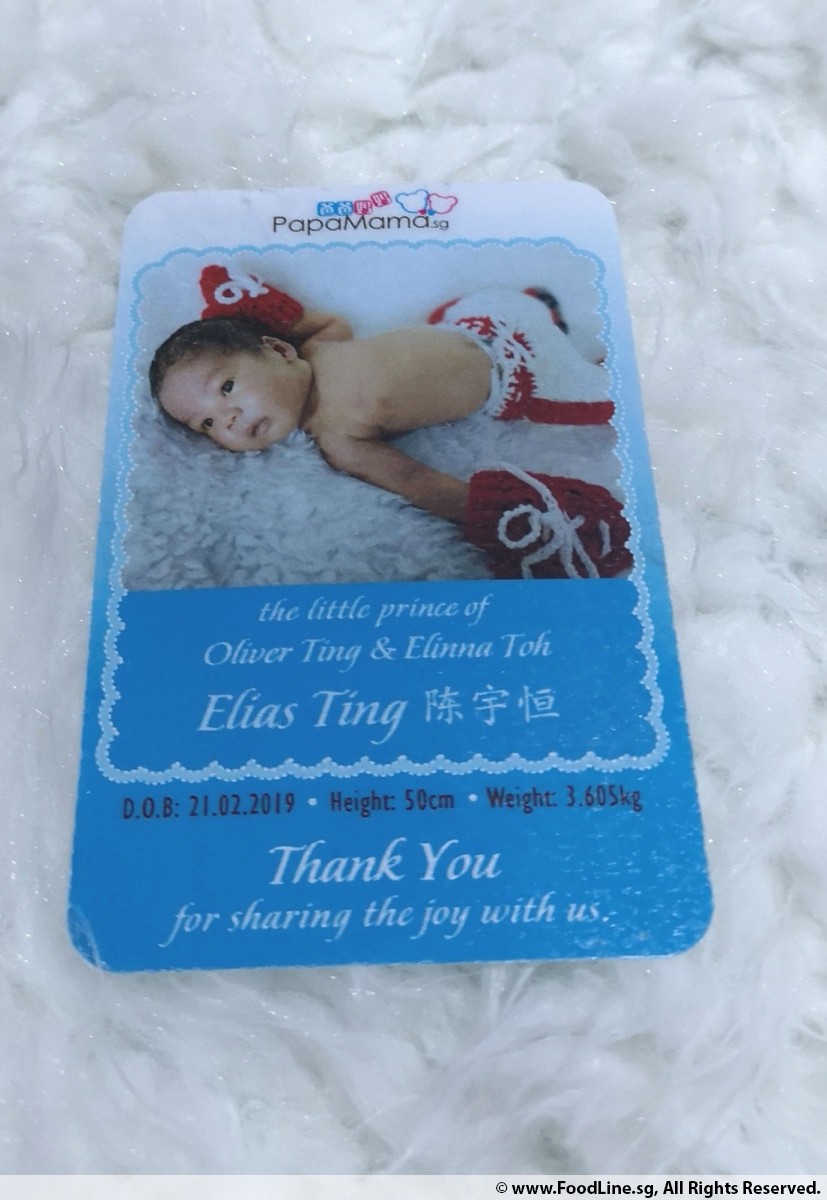 爸爸 妈妈
PapaMama.sg
the little prince of
Oliver Ting & Elinna Toh
Elias Ting 陈宇恒
D.O.B: 21.02.2019 • Height: 50cm • Weight: 3.605kg
Thank You
for sharing the joy with us.
© www.FoodLine.sg, All Rights Reserved.